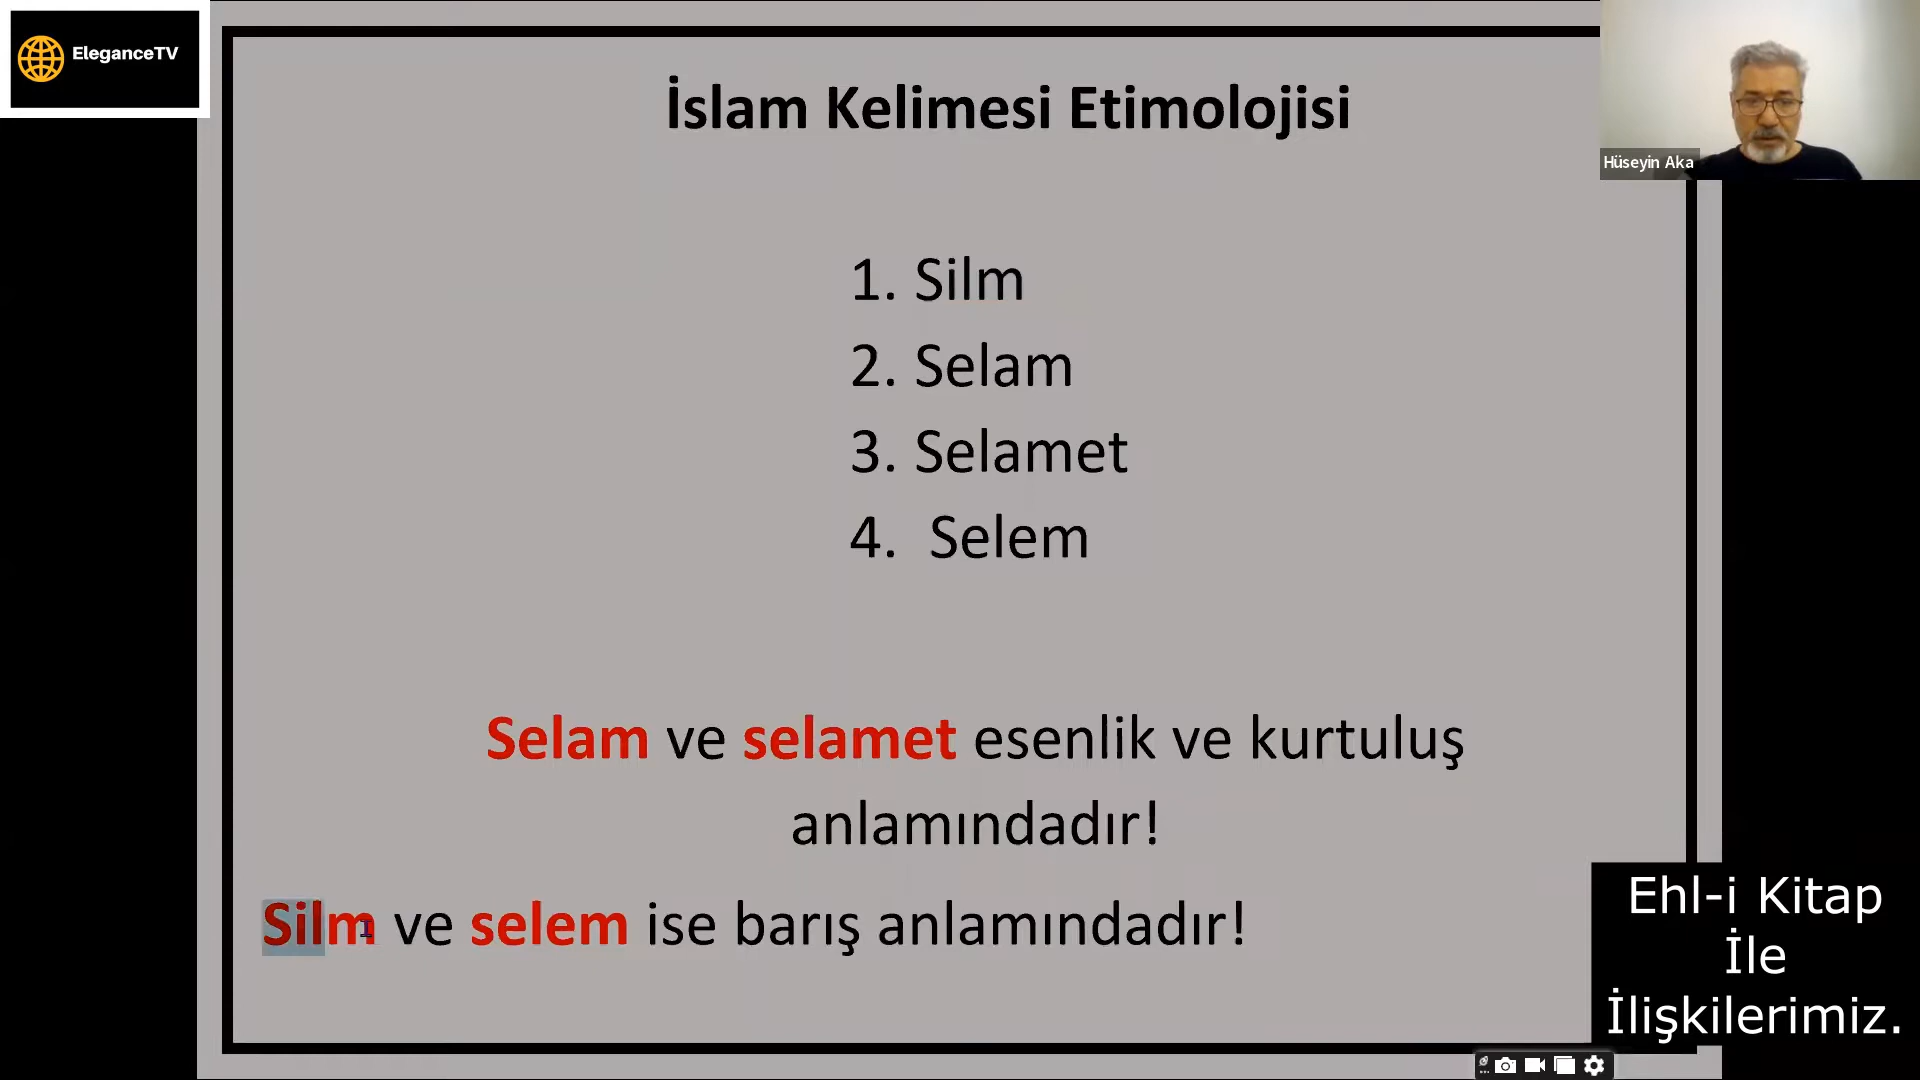 EleganceTV
İslam Kelimesi Etimolojisi
Hüseyin Aka
1. Silm
2. Selam
3. Selamet
4. Selem
Selam ve selamet esenlik ve kurtuluş
anlamındadır!
Silm ve selem ise barış anlamındadır!
Ehl-i Kitap
İle
İlişkilerimiz.